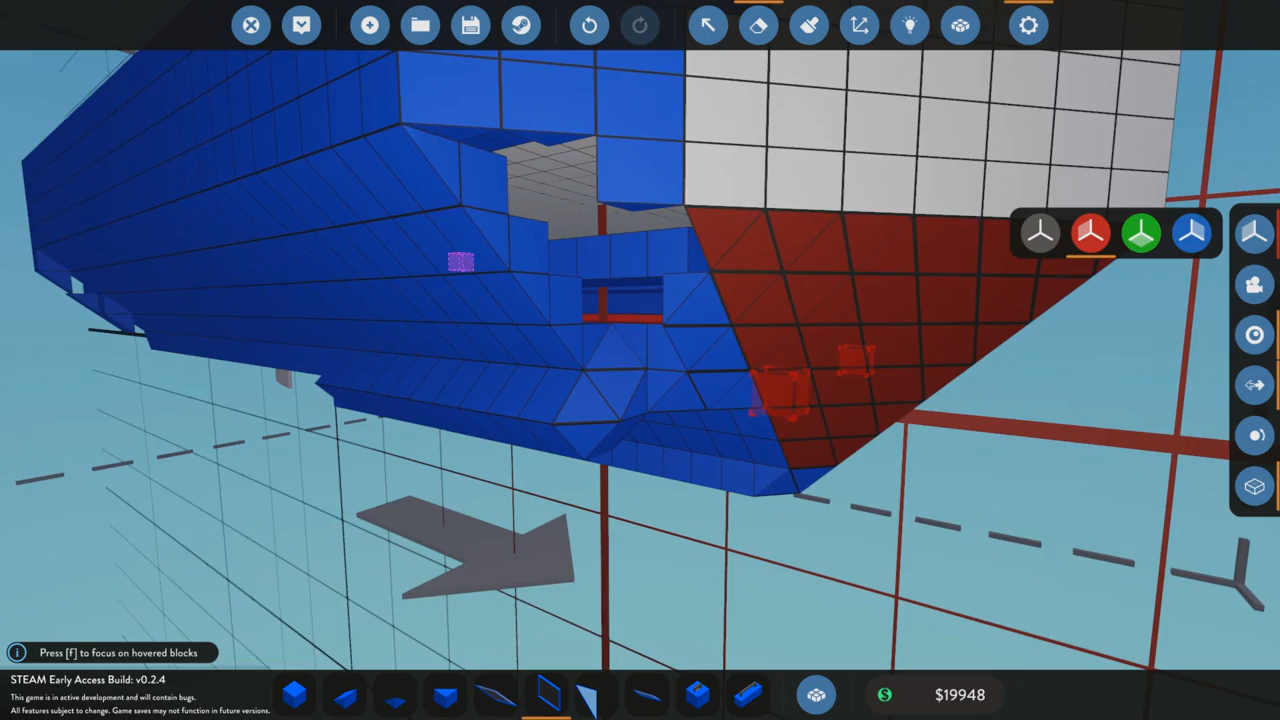 Press [f] to focus on hovered blocks
STEAM Early Access Build: v0.2.4
This game is in active development and will contain bugs.
All features subject to change. Game saves may not function in future versions.
$19948